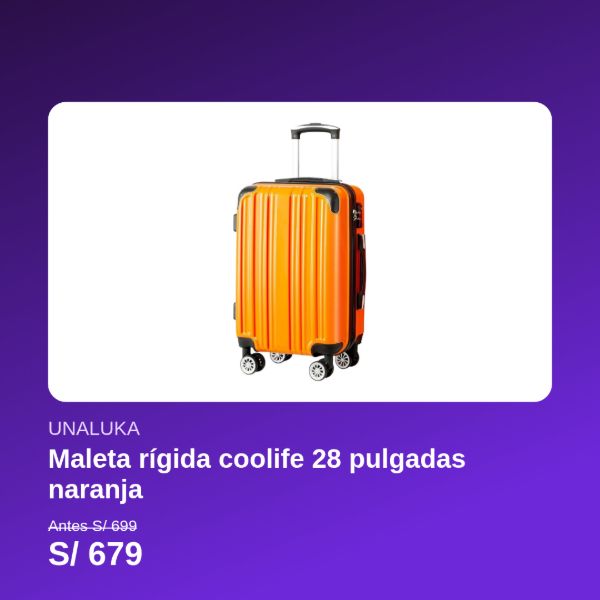 UNALUKA
Maleta rígida coolife 28 pulgadas
naranja
Antes S/ 699
S/ 679